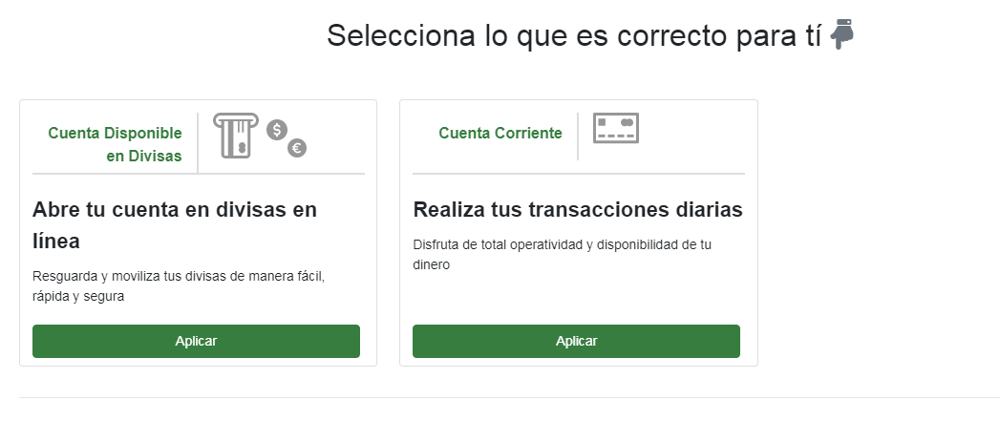 Selecciona lo que es correcto para tí
Cuenta Disponible
en Divisas
$
€
Abre tu cuenta en divisas en
línea
Resguarda y moviliza tus divisas de manera fácil,
rápida y segura
Aplicar
Cuenta Corriente
Realiza tus transacciones diarias
Disfruta de total operatividad y disponibilidad de tu
dinero
Aplicar